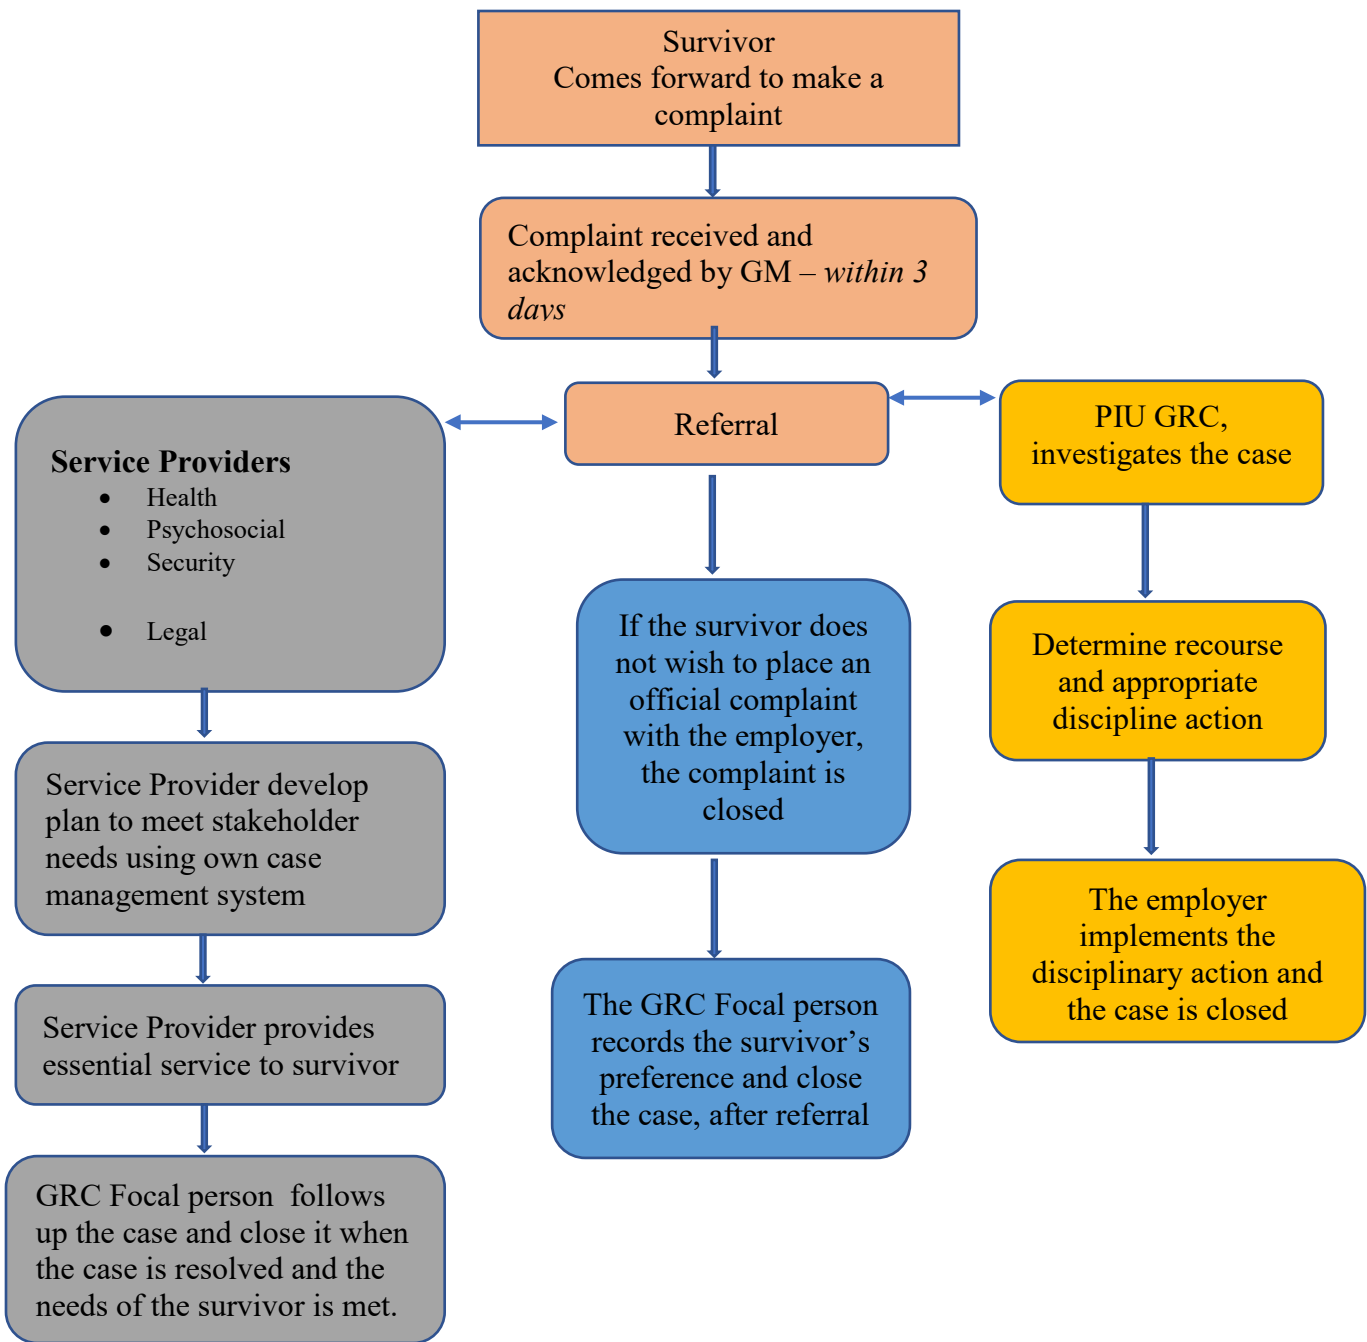 Survivor
Comes forward to make a
complaint
Complaint received and
acknowledged by GM – within 3
days
Referral
PIU GRC,
investigates the case
Service Providers
• Health
• Psychosocial
• Security
• Legal
If the survivor does
not wish to place an
official complaint
with the employer,
the complaint is
closed
Determine recourse
and appropriate
discipline action
Service Provider develop
plan to meet stakeholder
needs using own case
management system
The employer
implements the
disciplinary action and
the case is closed
The GRC Focal person
records the survivor’s
preference and close
the case, after referral
Service Provider provides
essential service to survivor
GRC Focal person  follows
up the case and close it when
the case is resolved and the
needs of the survivor is met.